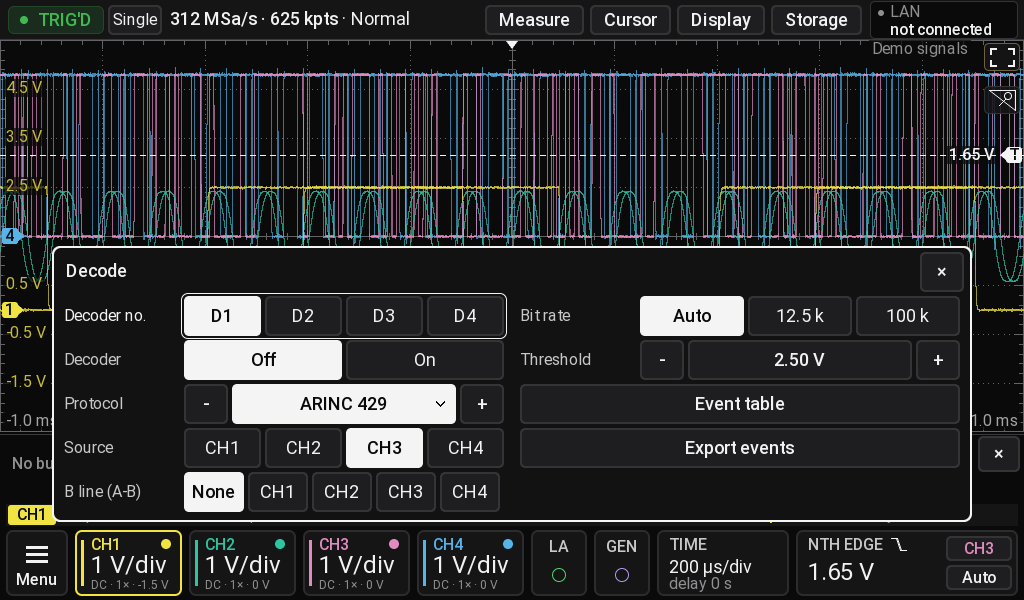 TRIG'D Single 312 MSa/s · 625 kpts · Normal Measure Cursor Display Storage LAN
not connected
Demo signals
4.5 V
3.5 V
1.65 V T
2.5 V
4
0.5 V
1
-0.5 V
-1.5 V
-1.0 ms
1.0 ms
Decode ×
Decoder no. D1 D2 D3 D4 Bit rate Auto 12.5 k 100 k
Decoder Off On Threshold - 2.50 V +
Protocol - ARINC 429 + Event table
Source CH1 CH2 CH3 CH4 Export events
B line (A-B) None CH1 CH2 CH3 CH4
No bu ×
CH1
Menu
CH1
1 V/div
DC · 1× · -1.5 V
CH2
1 V/div
DC · 1× · 0 V
CH3
1 V/div
DC · 1× · 0 V
CH4
1 V/div
DC · 1× · 0 V
LA
GEN
TIME
200 µs/div
delay 0 s
NTH EDGE
1.65 V
CH3
Auto